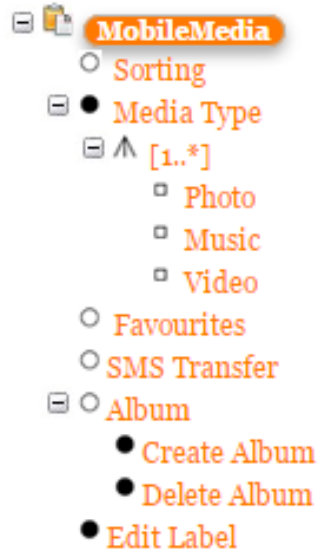 MobileMedia
Sorting
Media Type
[1..*]
Photo
Music
Video
Favourites
SMS Transfer
Album
Create Album
Delete Album
Edit Label